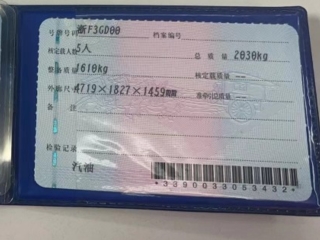 号牌号码 浙F3GD00 档案编号
核定载人数 5人 总质量 2030kg
整备质量 1610kg 核定载质量 --
外廓尺寸 4719×1827×1459mm 准牵引总质量 --
备注
检验记录
汽油
*3390033053432*